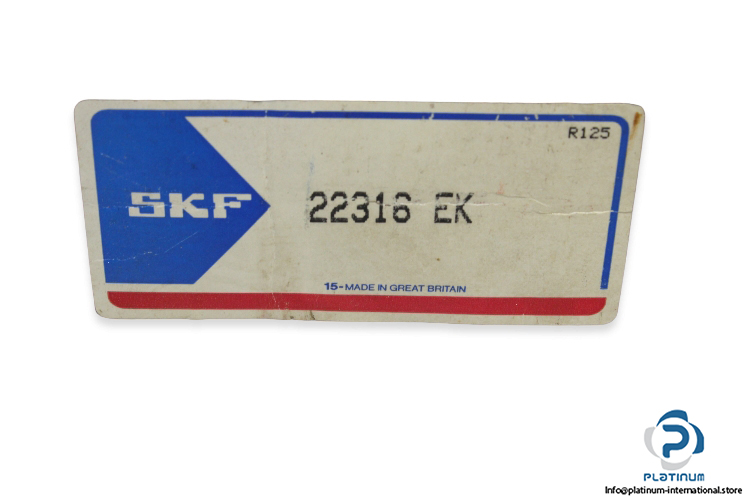 R125
SKF
22316 EK
15-MADE IN GREAT BRITAIN
PLATINUM
Info@platinum-international.store